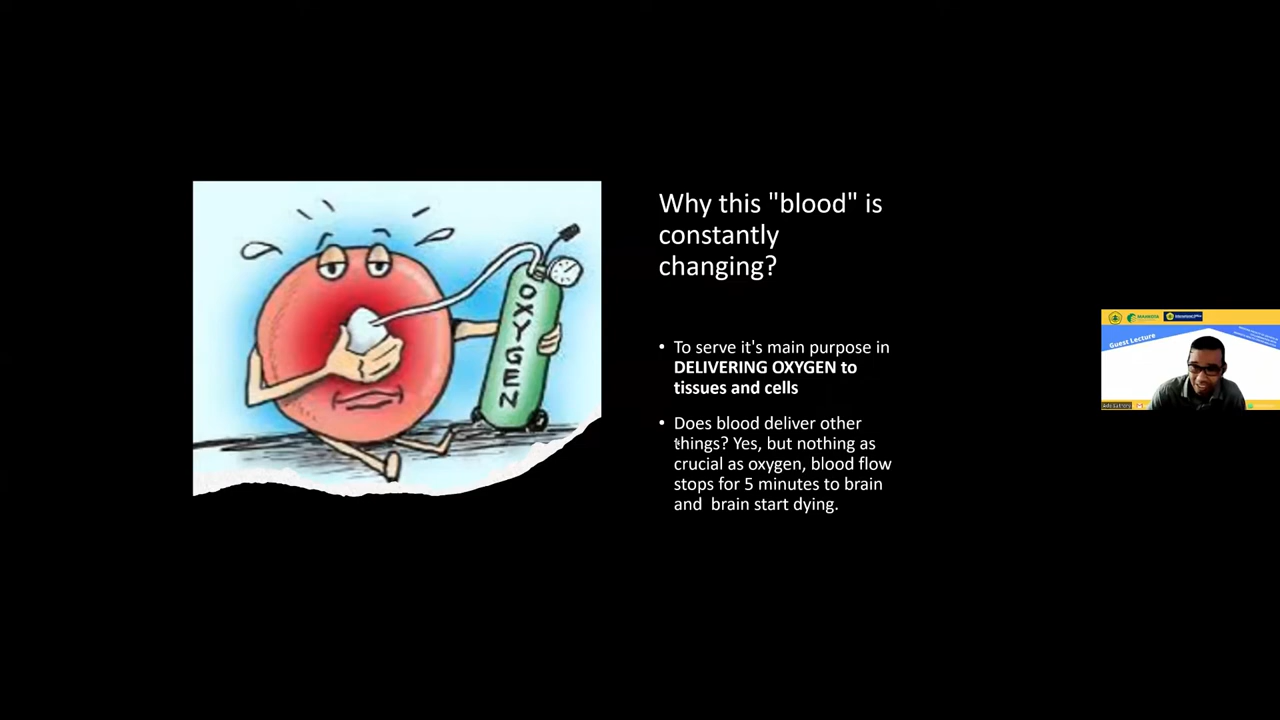 Why this "blood" is
constantly
changing?
• To serve it's main purpose in
DELIVERING OXYGEN to
tissues and cells
• Does blood deliver other
things? Yes, but nothing as
crucial as oxygen, blood flow
stops for 5 minutes to brain
and  brain start dying.
OXYGEN
Guest Lecture